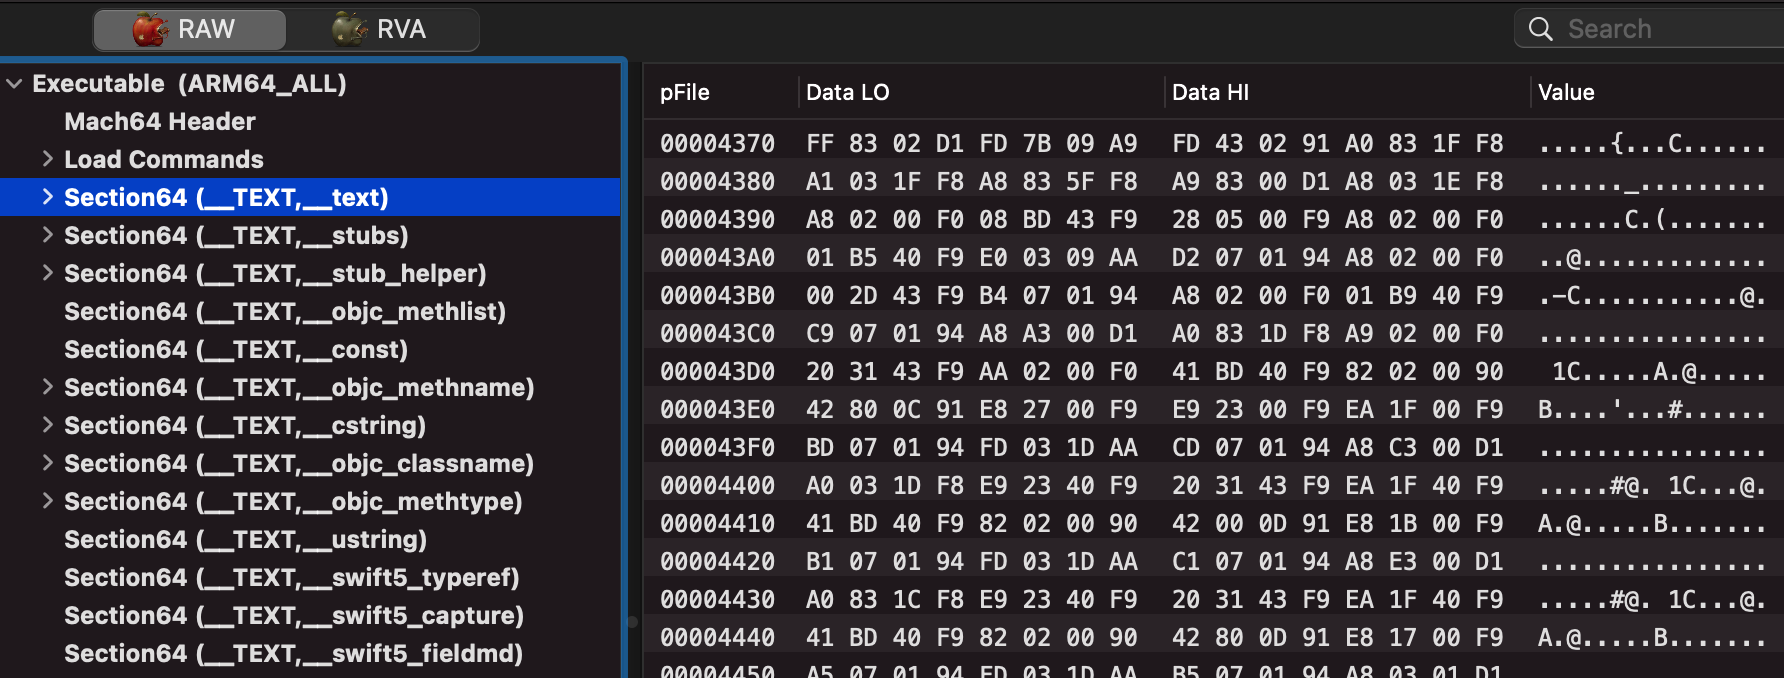 RAW RVA Search
Executable (ARM64_ALL)
Mach64 Header
Load Commands
Section64 (__TEXT,__text)
Section64 (__TEXT,__stubs)
Section64 (__TEXT,__stub_helper)
Section64 (__TEXT,__objc_methlist)
Section64 (__TEXT,__const)
Section64 (__TEXT,__objc_methname)
Section64 (__TEXT,__cstring)
Section64 (__TEXT,__objc_classname)
Section64 (__TEXT,__objc_methtype)
Section64 (__TEXT,__ustring)
Section64 (__TEXT,__swift5_typeref)
Section64 (__TEXT,__swift5_capture)
Section64 (__TEXT,__swift5_fieldmd)
pFile Data LO Data HI Value
00004370 FF 83 02 D1 FD 7B 09 A9 FD 43 02 91 A0 83 1F F8 .....{...C......
00004380 A1 03 1F F8 A8 83 5F F8 A9 83 00 D1 A8 03 1E F8 ......_.........
00004390 A8 02 00 F0 08 BD 43 F9 28 05 00 F9 A8 02 00 F0 ......C.(.......
000043A0 01 B5 40 F9 E0 03 09 AA D2 07 01 94 A8 02 00 F0 ..@.............
000043B0 00 2D 43 F9 B4 07 01 94 A8 02 00 F0 01 B9 40 F9 .-C...........@.
000043C0 C9 07 01 94 A8 A3 00 D1 A0 83 1D F8 A9 02 00 F0 ................
000043D0 20 31 43 F9 AA 02 00 F0 41 BD 40 F9 82 02 00 90 1C.....A.@.....
000043E0 42 80 0C 91 E8 27 00 F9 E9 23 00 F9 EA 1F 00 F9 B....'...#......
000043F0 BD 07 01 94 FD 03 1D AA CD 07 01 94 A8 C3 00 D1 ................
00004400 A0 03 1D F8 E9 23 40 F9 20 31 43 F9 EA 1F 40 F9 .....#@. 1C...@.
00004410 41 BD 40 F9 82 02 00 90 42 00 0D 91 E8 1B 00 F9 A.@.....B.......
00004420 B1 07 01 94 FD 03 1D AA C1 07 01 94 A8 E3 00 D1 ................
00004430 A0 83 1C F8 E9 23 40 F9 20 31 43 F9 EA 1F 40 F9 .....#@. 1C...@.
00004440 41 BD 40 F9 82 02 00 90 42 80 0D 91 E8 17 00 F9 A.@.....B.......
00004450 A5 07 01 94 FD 03 1D AA B5 07 01 94 A8 03 01 D1